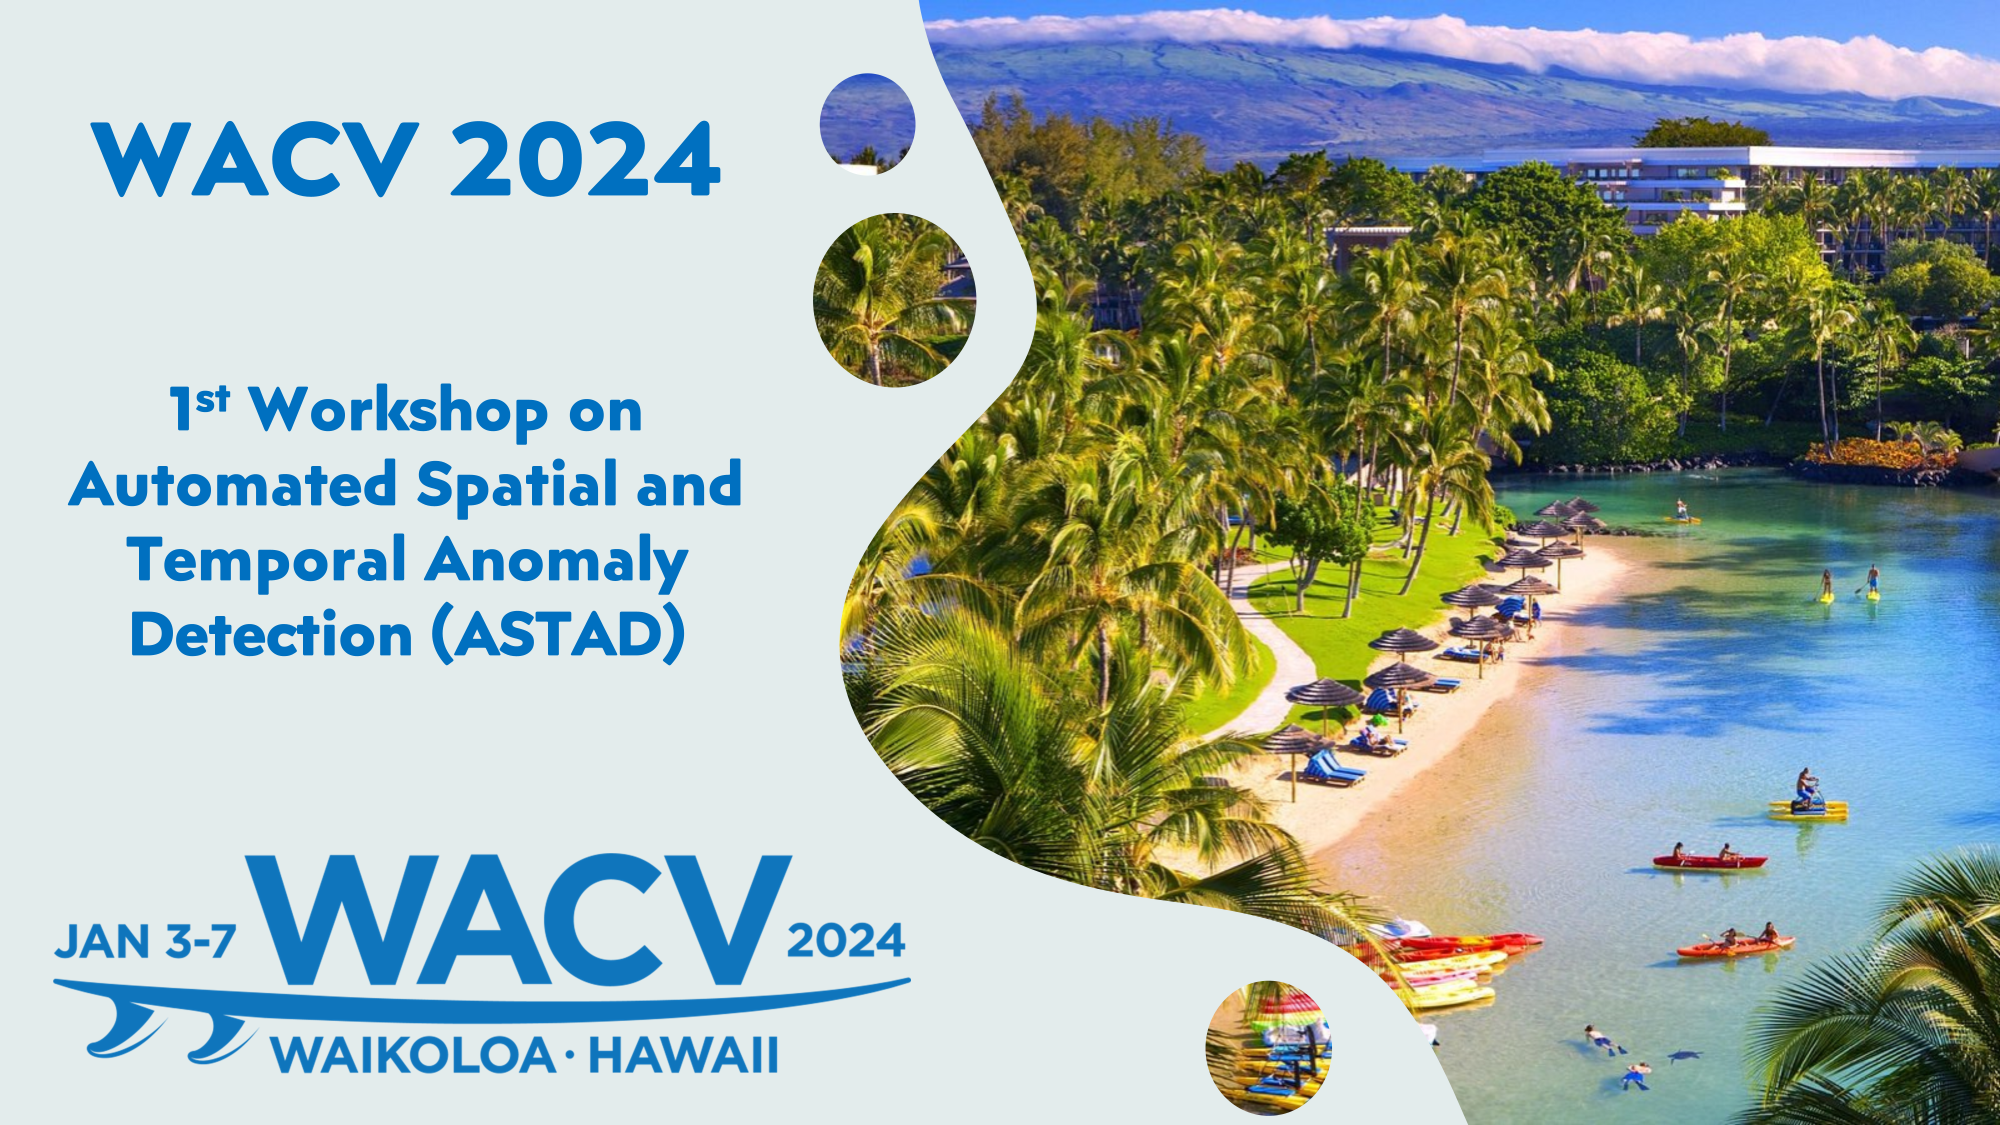 WACV 2024
1st Workshop on
Automated Spatial and
Temporal Anomaly
Detection (ASTAD)
JAN 3-7 WACV 2024
WAIKOLOA · HAWAII